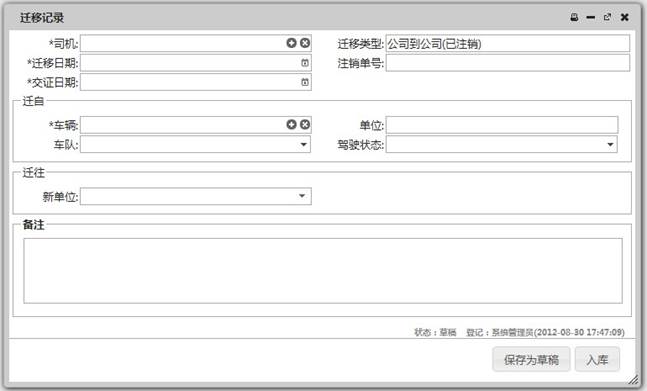 迁移记录
*司机: 迁移类型: 公司到公司(已注销)
*迁移日期: 注销单号:
*交证日期:
迁自
*车辆: 单位:
车队: 驾驶状态:
迁往
新单位:
备注
状态：草稿 登记：系统管理员(2012-08-30 17:47:09)
保存为草稿 入库